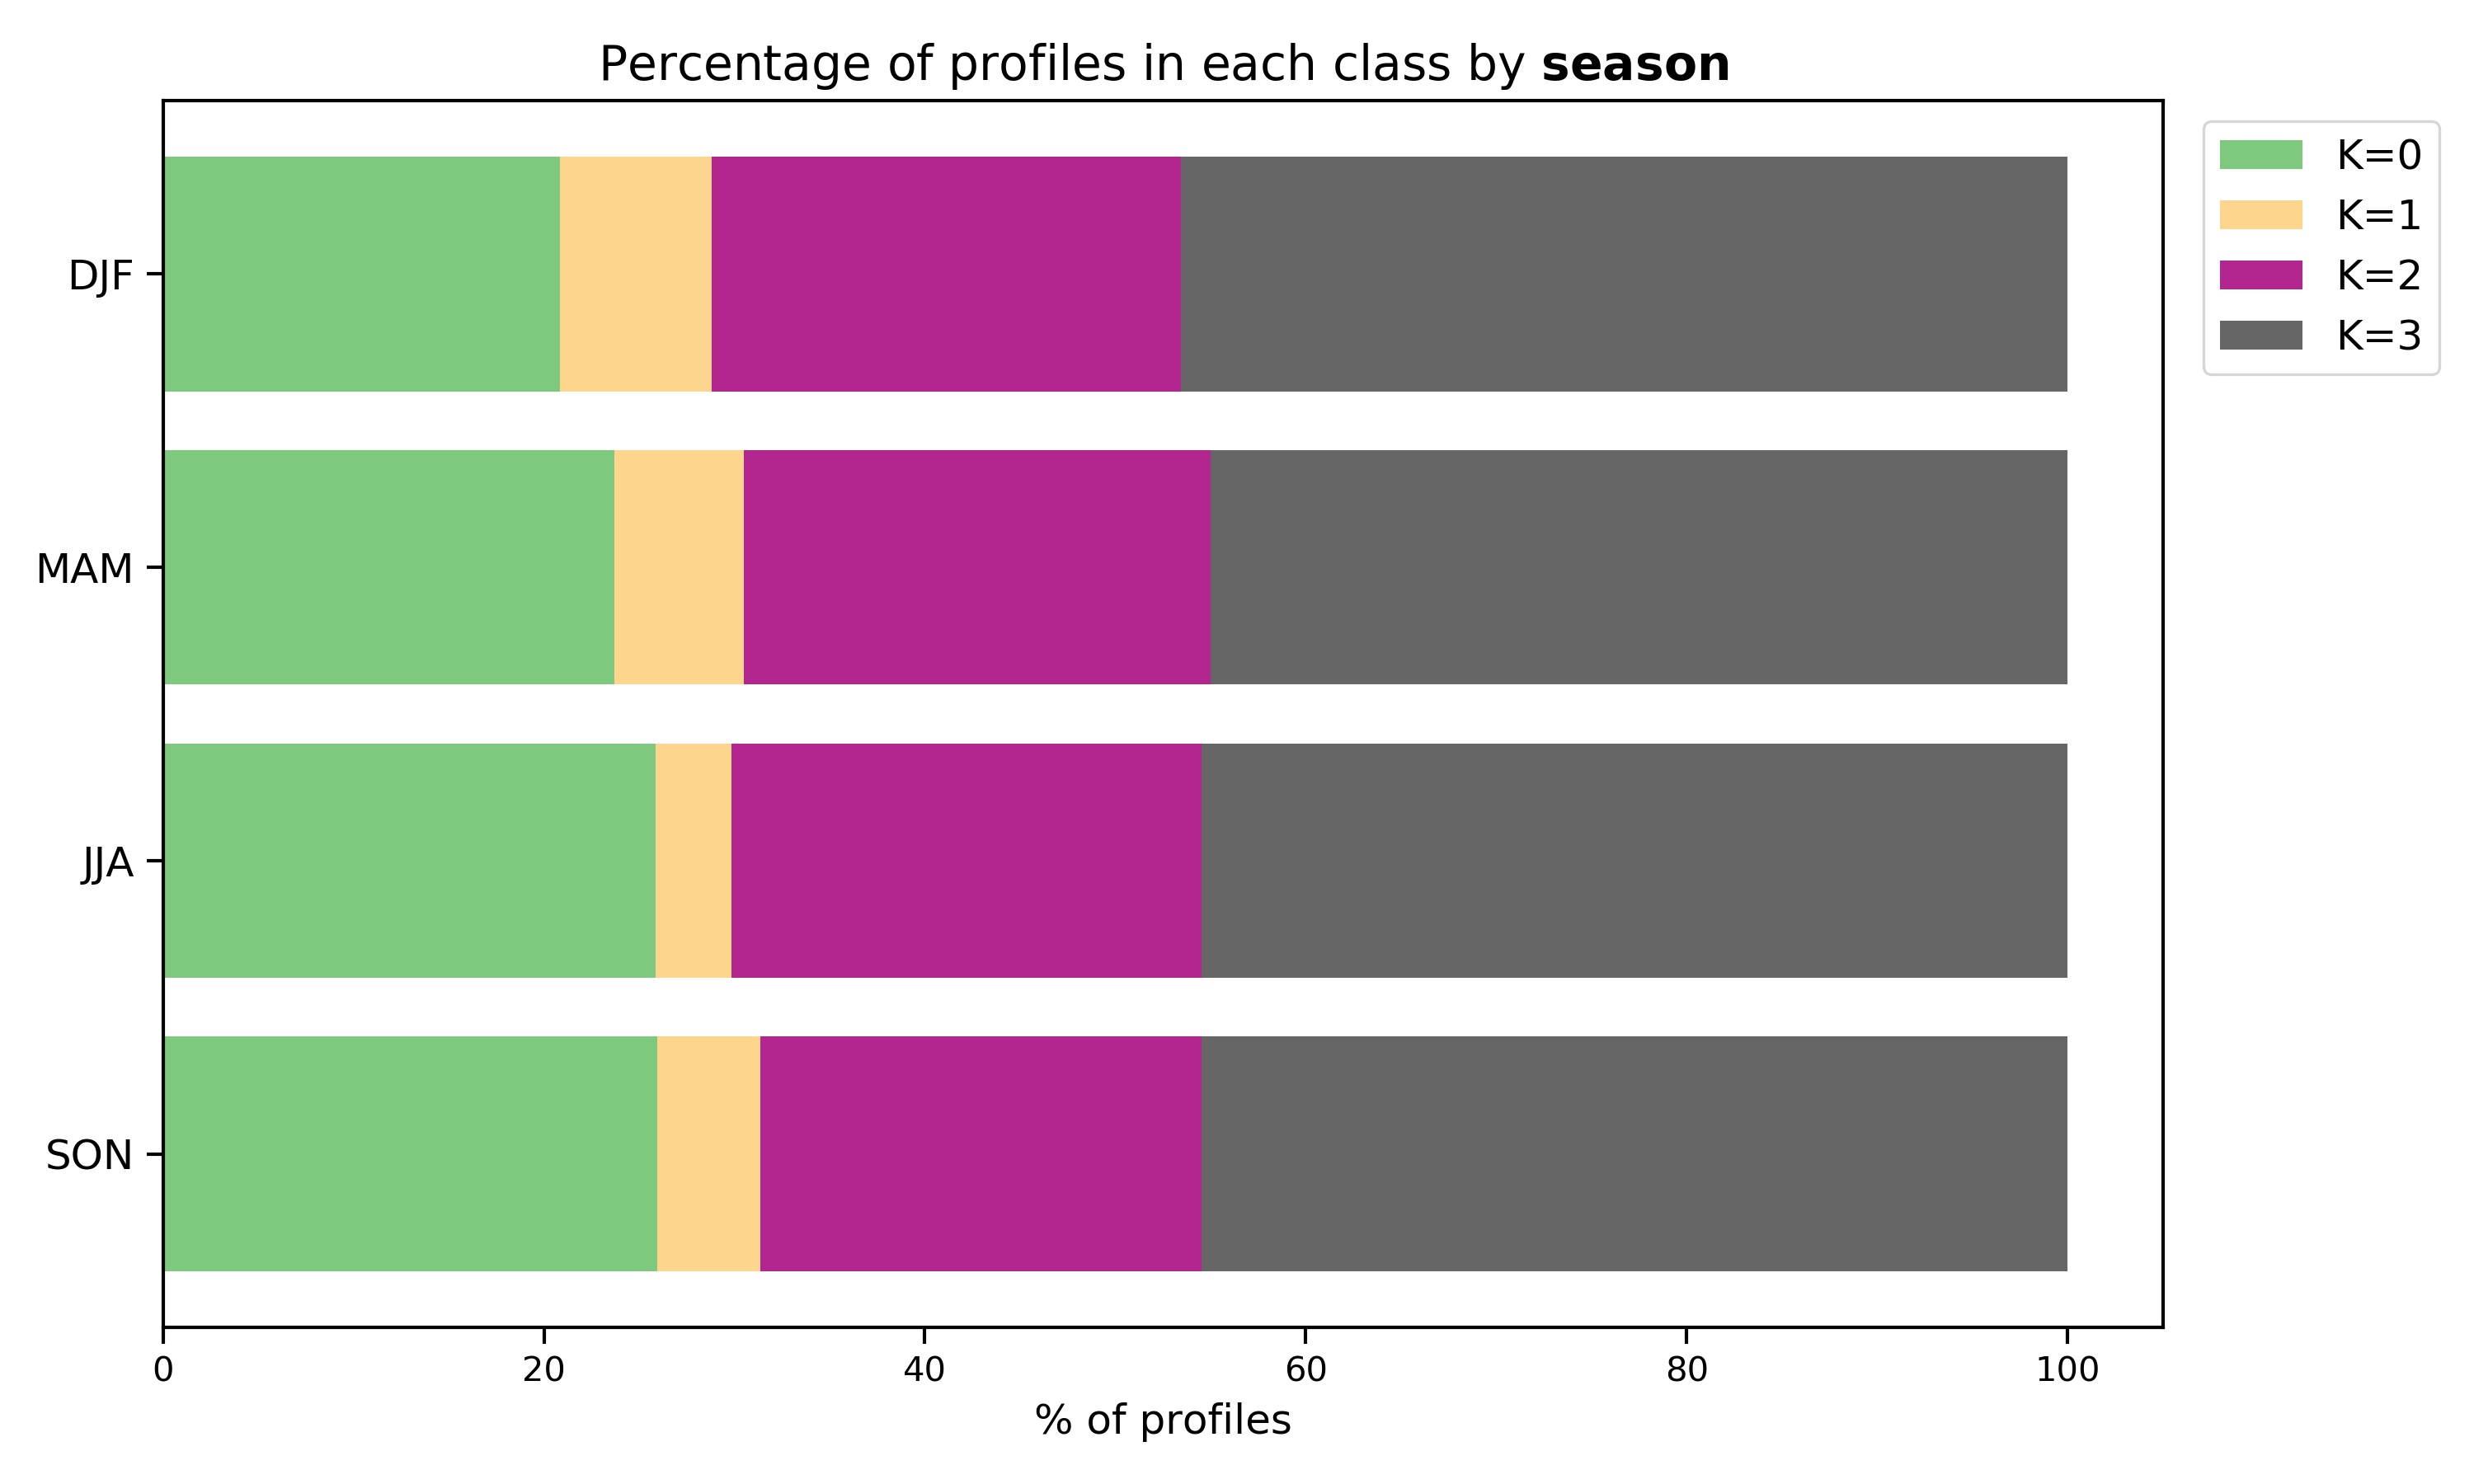 Percentage of profiles in each class by season
K=0
K=1
K=2
K=3
DJF
MAM
JJA
SON
0 20 40 60 80 100
% of profiles